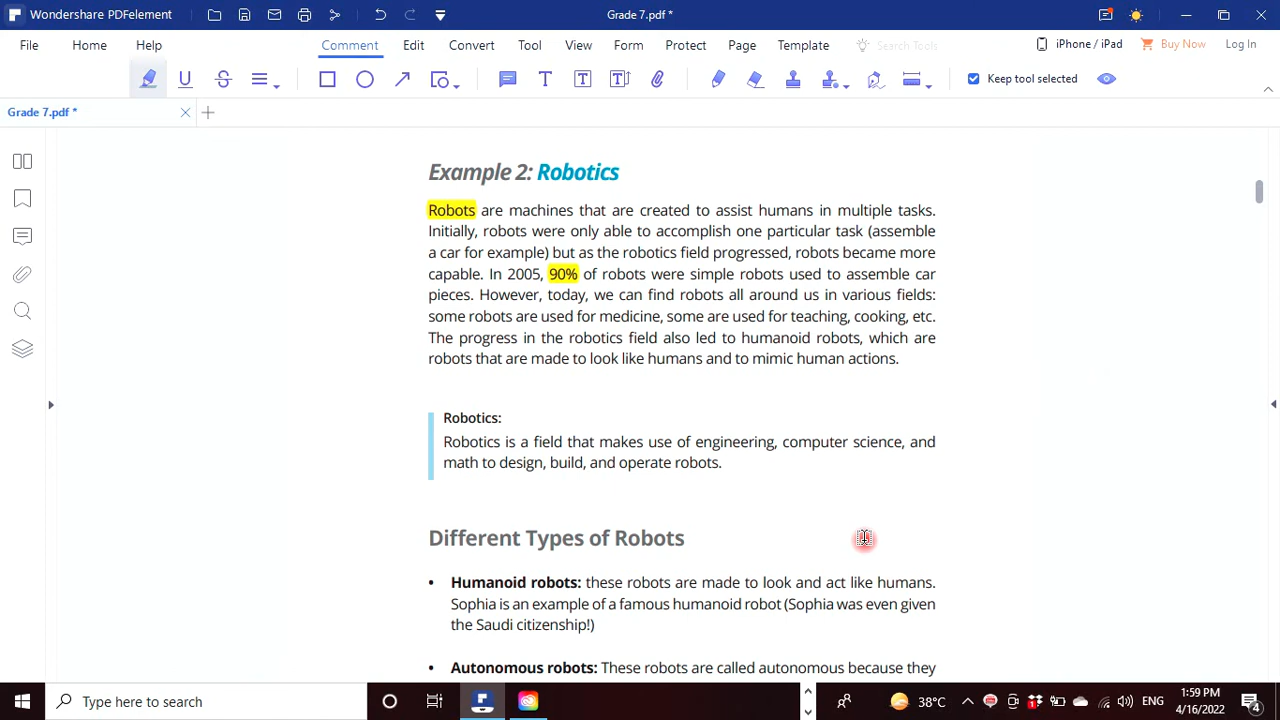 Wondershare PDFelement
Grade 7.pdf *
File Home Help Comment Edit Convert Tool View Form Protect Page Template Search Tools iPhone / iPad Buy Now Log In
Keep tool selected
Grade 7.pdf *
Example 2: Robotics
Robots are machines that are created to assist humans in multiple tasks.
Initially, robots were only able to accomplish one particular task (assemble
a car for example) but as the robotics field progressed, robots became more
capable. In 2005, 90% of robots were simple robots used to assemble car
pieces. However, today, we can find robots all around us in various fields:
some robots are used for medicine, some are used for teaching, cooking, etc.
The progress in the robotics field also led to humanoid robots, which are
robots that are made to look like humans and to mimic human actions.
Robotics:
Robotics is a field that makes use of engineering, computer science, and
math to design, build, and operate robots.
Different Types of Robots
• Humanoid robots: these robots are made to look and act like humans.
Sophia is an example of a famous humanoid robot (Sophia was even given
the Saudi citizenship!)
• Autonomous robots: These robots are called autonomous because they
Type here to search
38°C
ENG
1:59 PM
4/16/2022
4